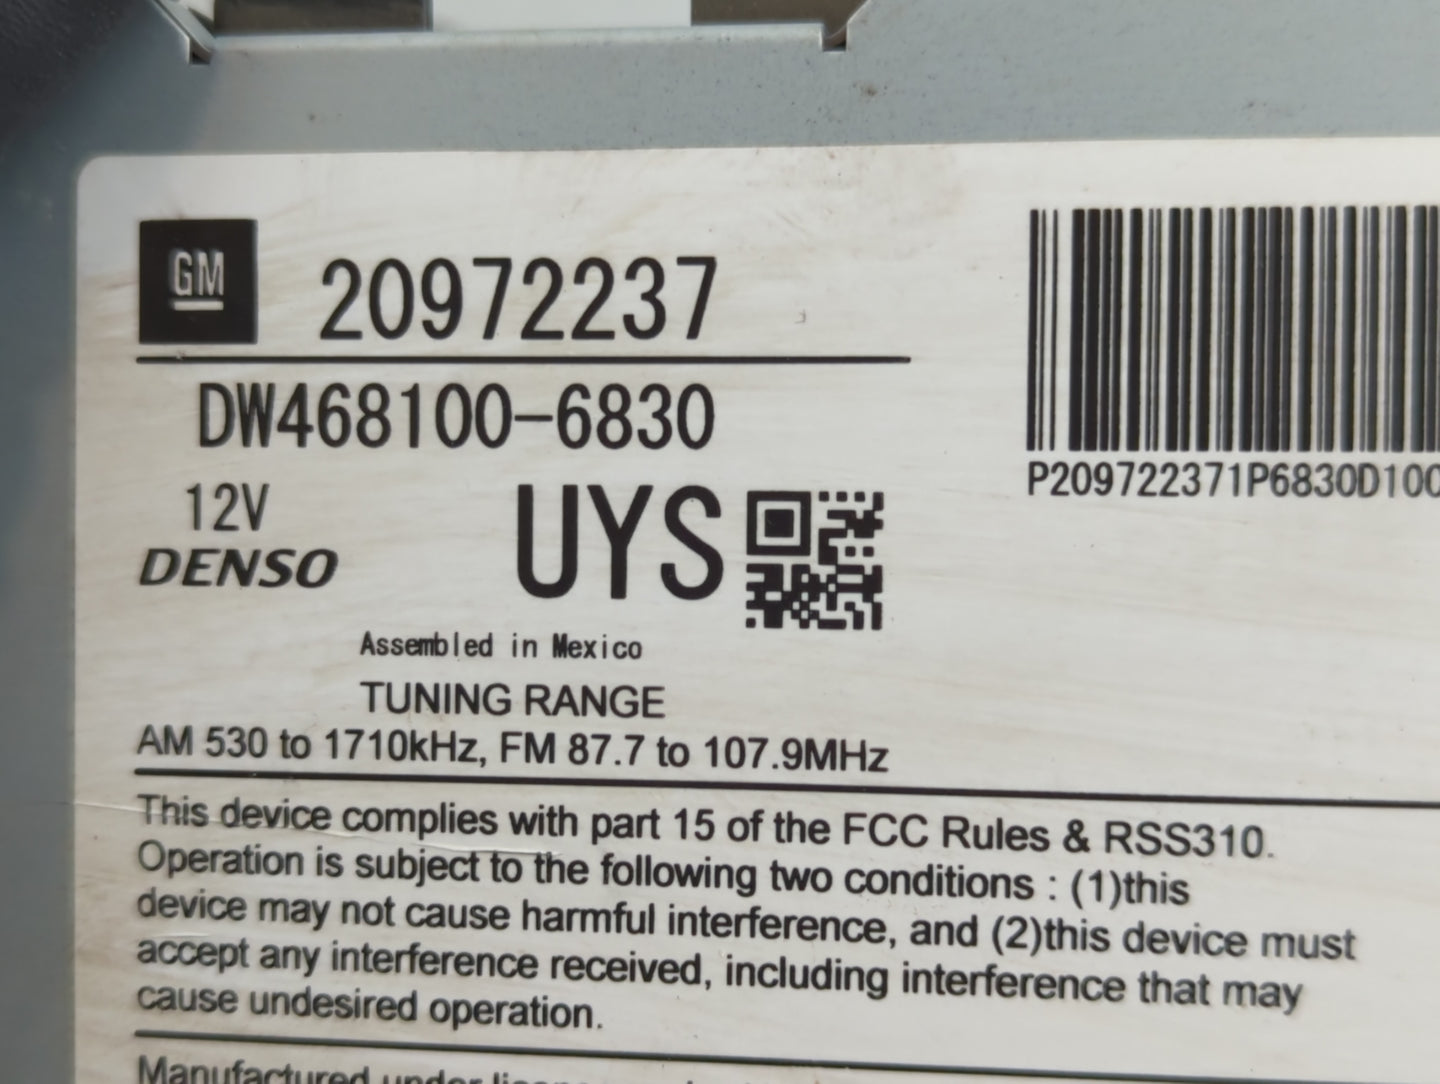 GM 20972237
DW468100-6830
12V
DENSO
UYS
P209722371P6830D100
Assembled in Mexico
TUNING RANGE
AM 530 to 1710kHz, FM 87.7 to 107.9MHz
This device complies with part 15 of the FCC Rules & RSS310.
Operation is subject to the following two conditions : (1)this
device may not cause harmful interference, and (2)this device must
accept any interference received, including interference that may
cause undesired operation.
Manufactured under